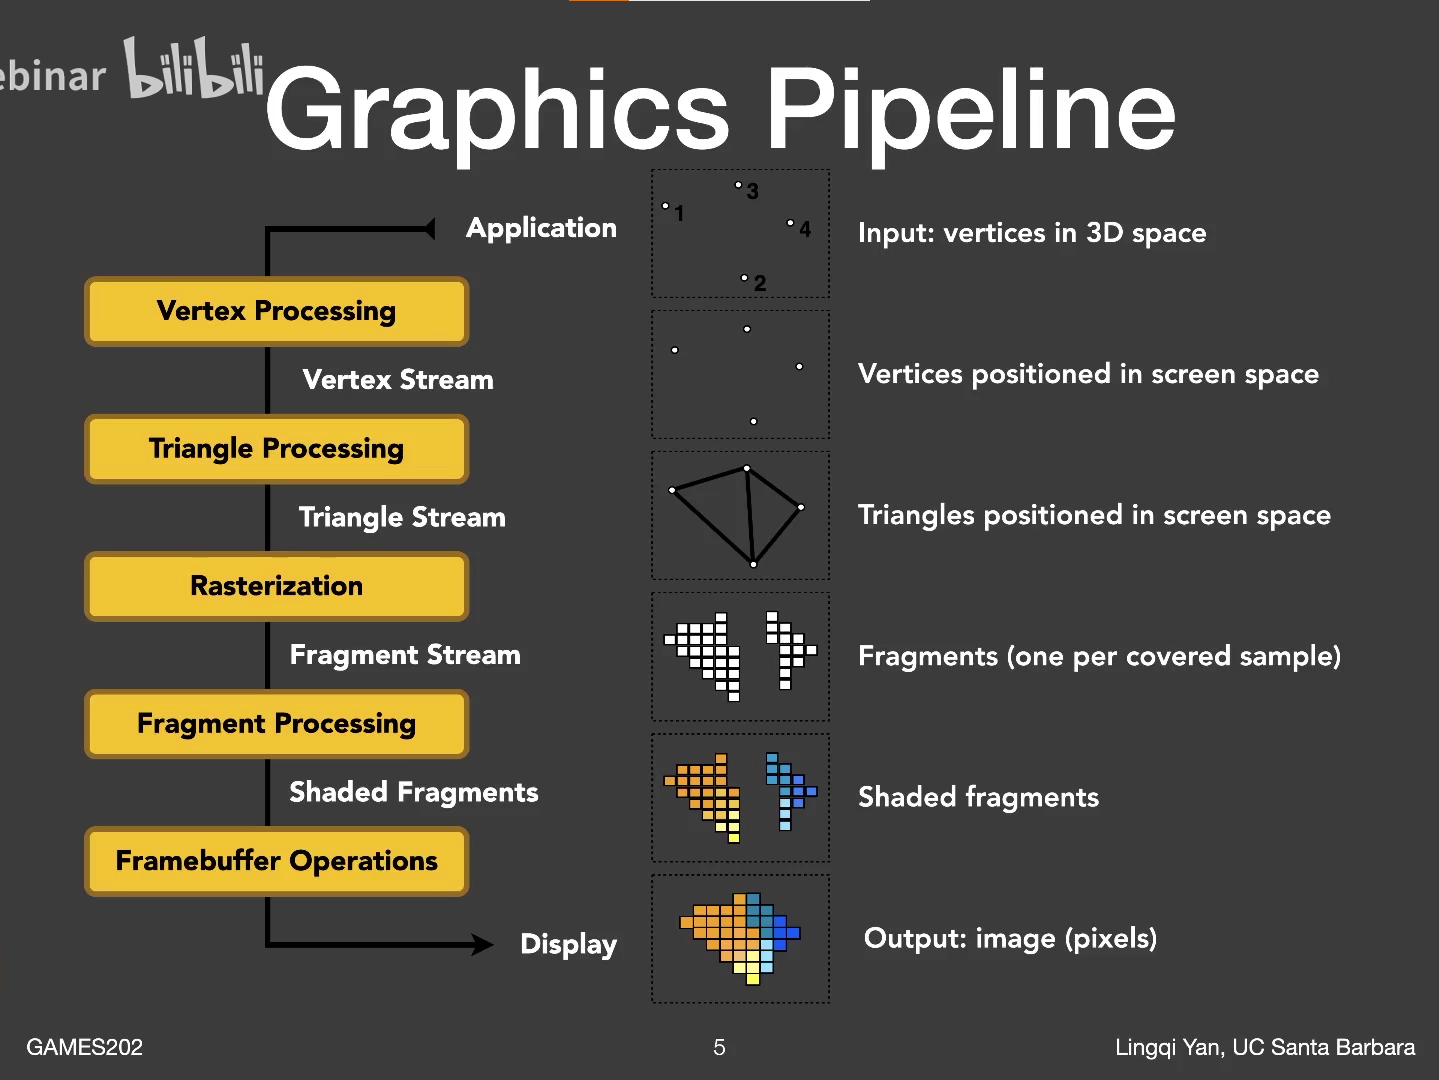 ebinar bilibili
Graphics Pipeline
Application
1
3
4
2
Input: vertices in 3D space
Vertex Processing
Vertex Stream
Vertices positioned in screen space
Triangle Processing
Triangle Stream
Triangles positioned in screen space
Rasterization
Fragment Stream
Fragments (one per covered sample)
Fragment Processing
Shaded Fragments
Shaded fragments
Framebuffer Operations
Display
Output: image (pixels)
GAMES202
5
Lingqi Yan, UC Santa Barbara